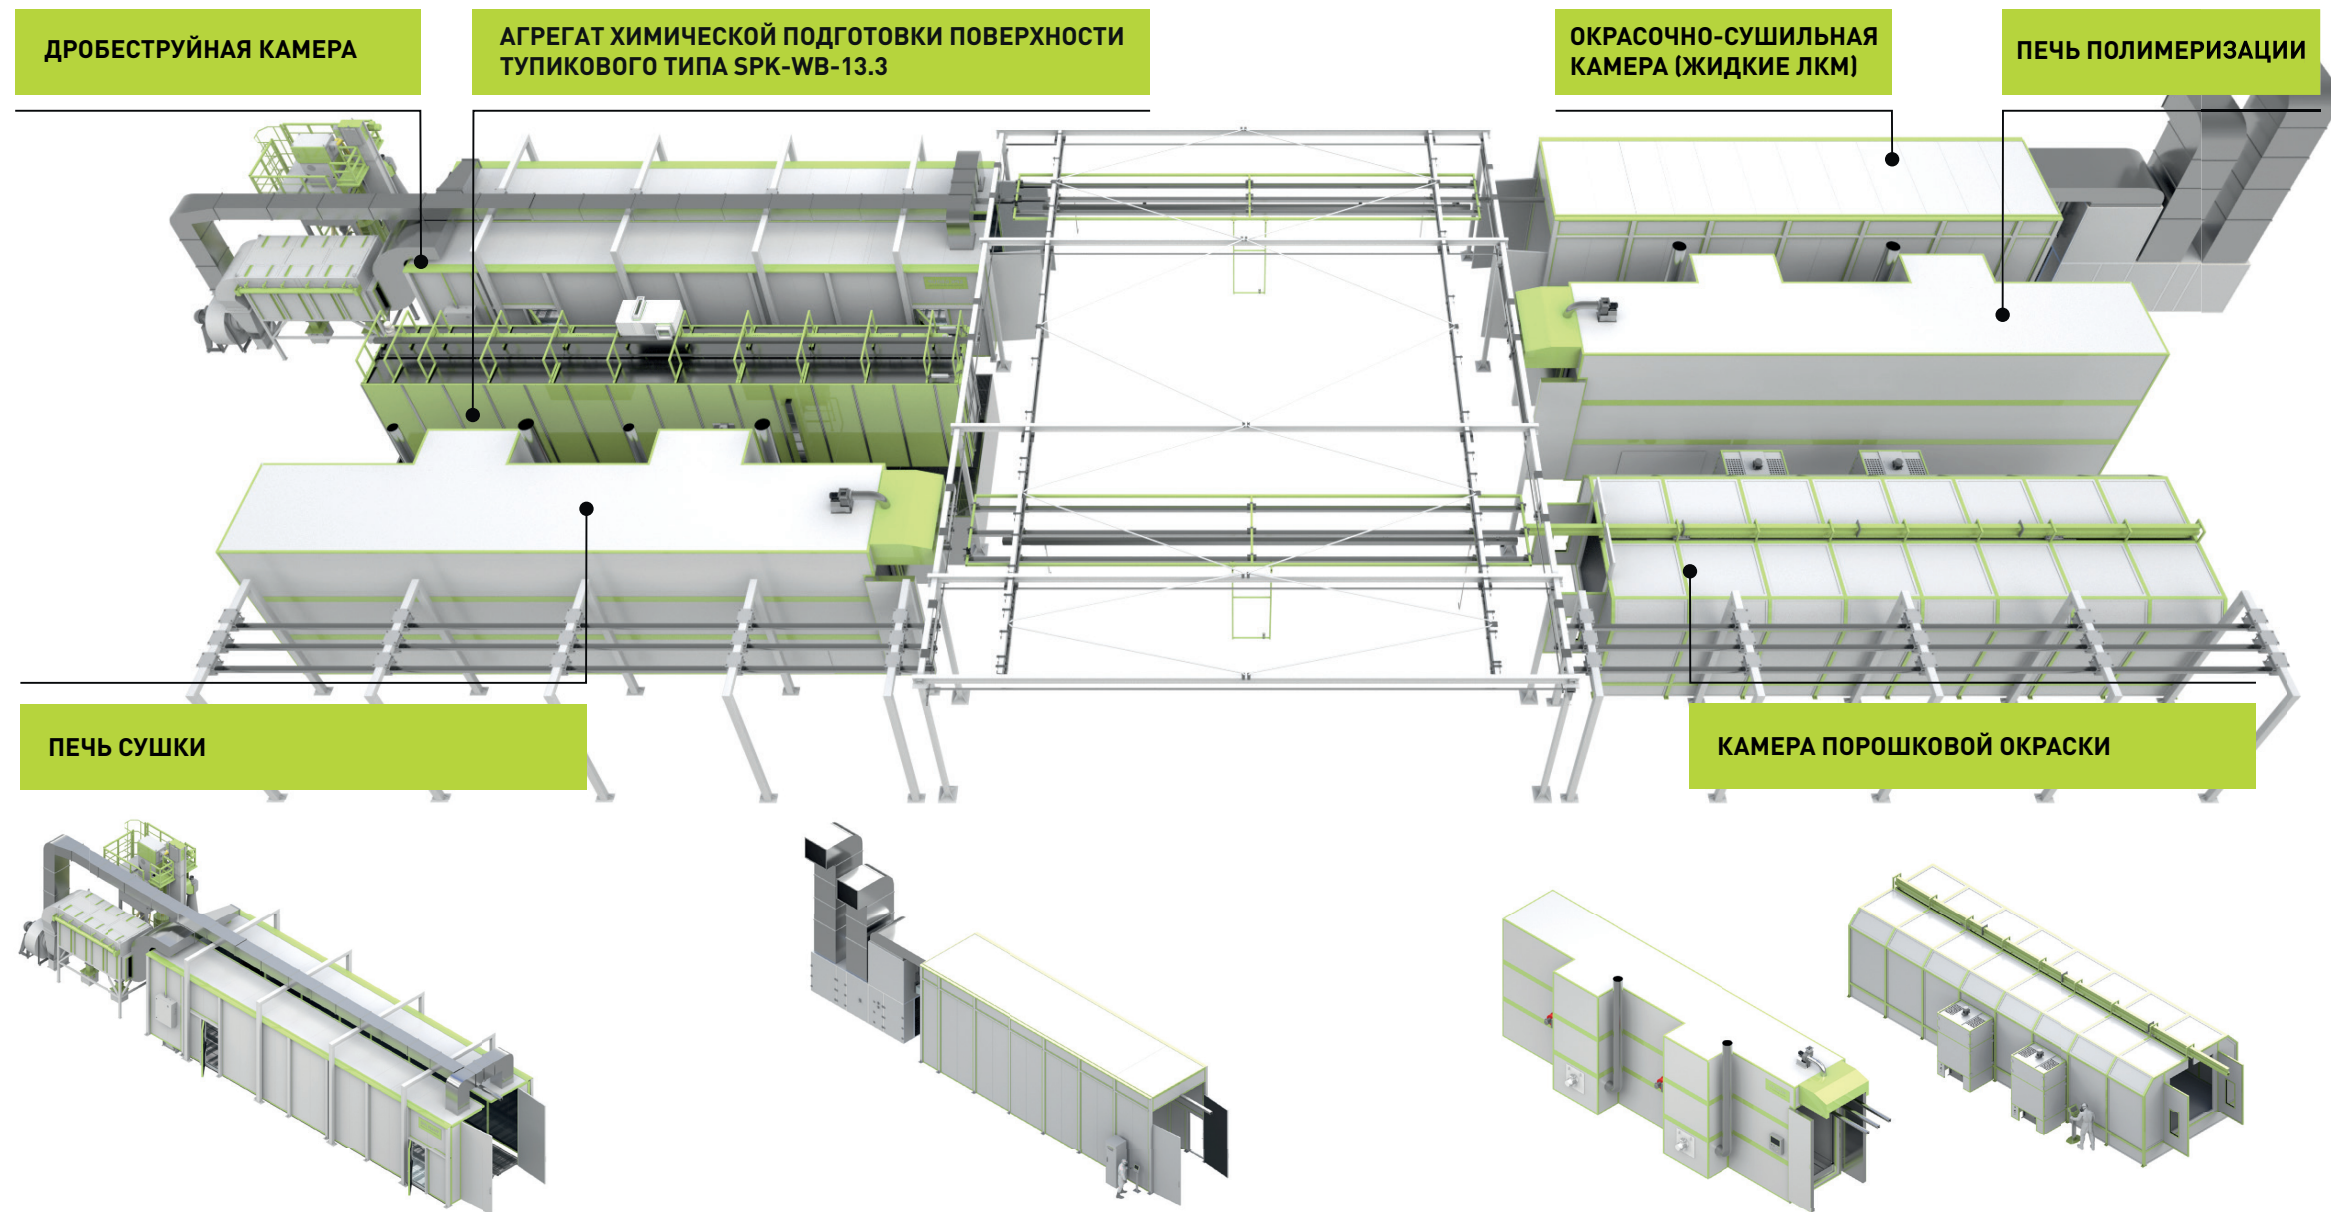 ДРОБЕСТРУЙНАЯ КАМЕРА
АГРЕГАТ ХИМИЧЕСКОЙ ПОДГОТОВКИ ПОВЕРХНОСТИ
ТУПИКОВОГО ТИПА SPK-WB-13.3
ОКРАСОЧНО-СУШИЛЬНАЯ
КАМЕРА (ЖИДКИЕ ЛКМ)
ПЕЧЬ ПОЛИМЕРИЗАЦИИ
ПЕЧЬ СУШКИ
КАМЕРА ПОРОШКОВОЙ ОКРАСКИ